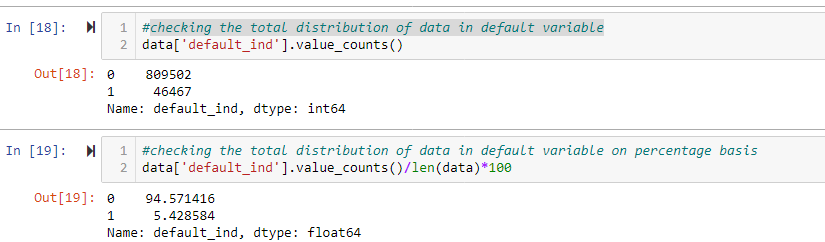 In [18]: 1 #checking the total distribution of data in default variable
2 data['default_ind'].value_counts()
Out[18]: 0 809502
1 46467
Name: default_ind, dtype: int64
In [19]: 1 #checking the total distribution of data in default variable on percentage basis
2 data['default_ind'].value_counts()/len(data)*100
Out[19]: 0 94.571416
1 5.428584
Name: default_ind, dtype: float64